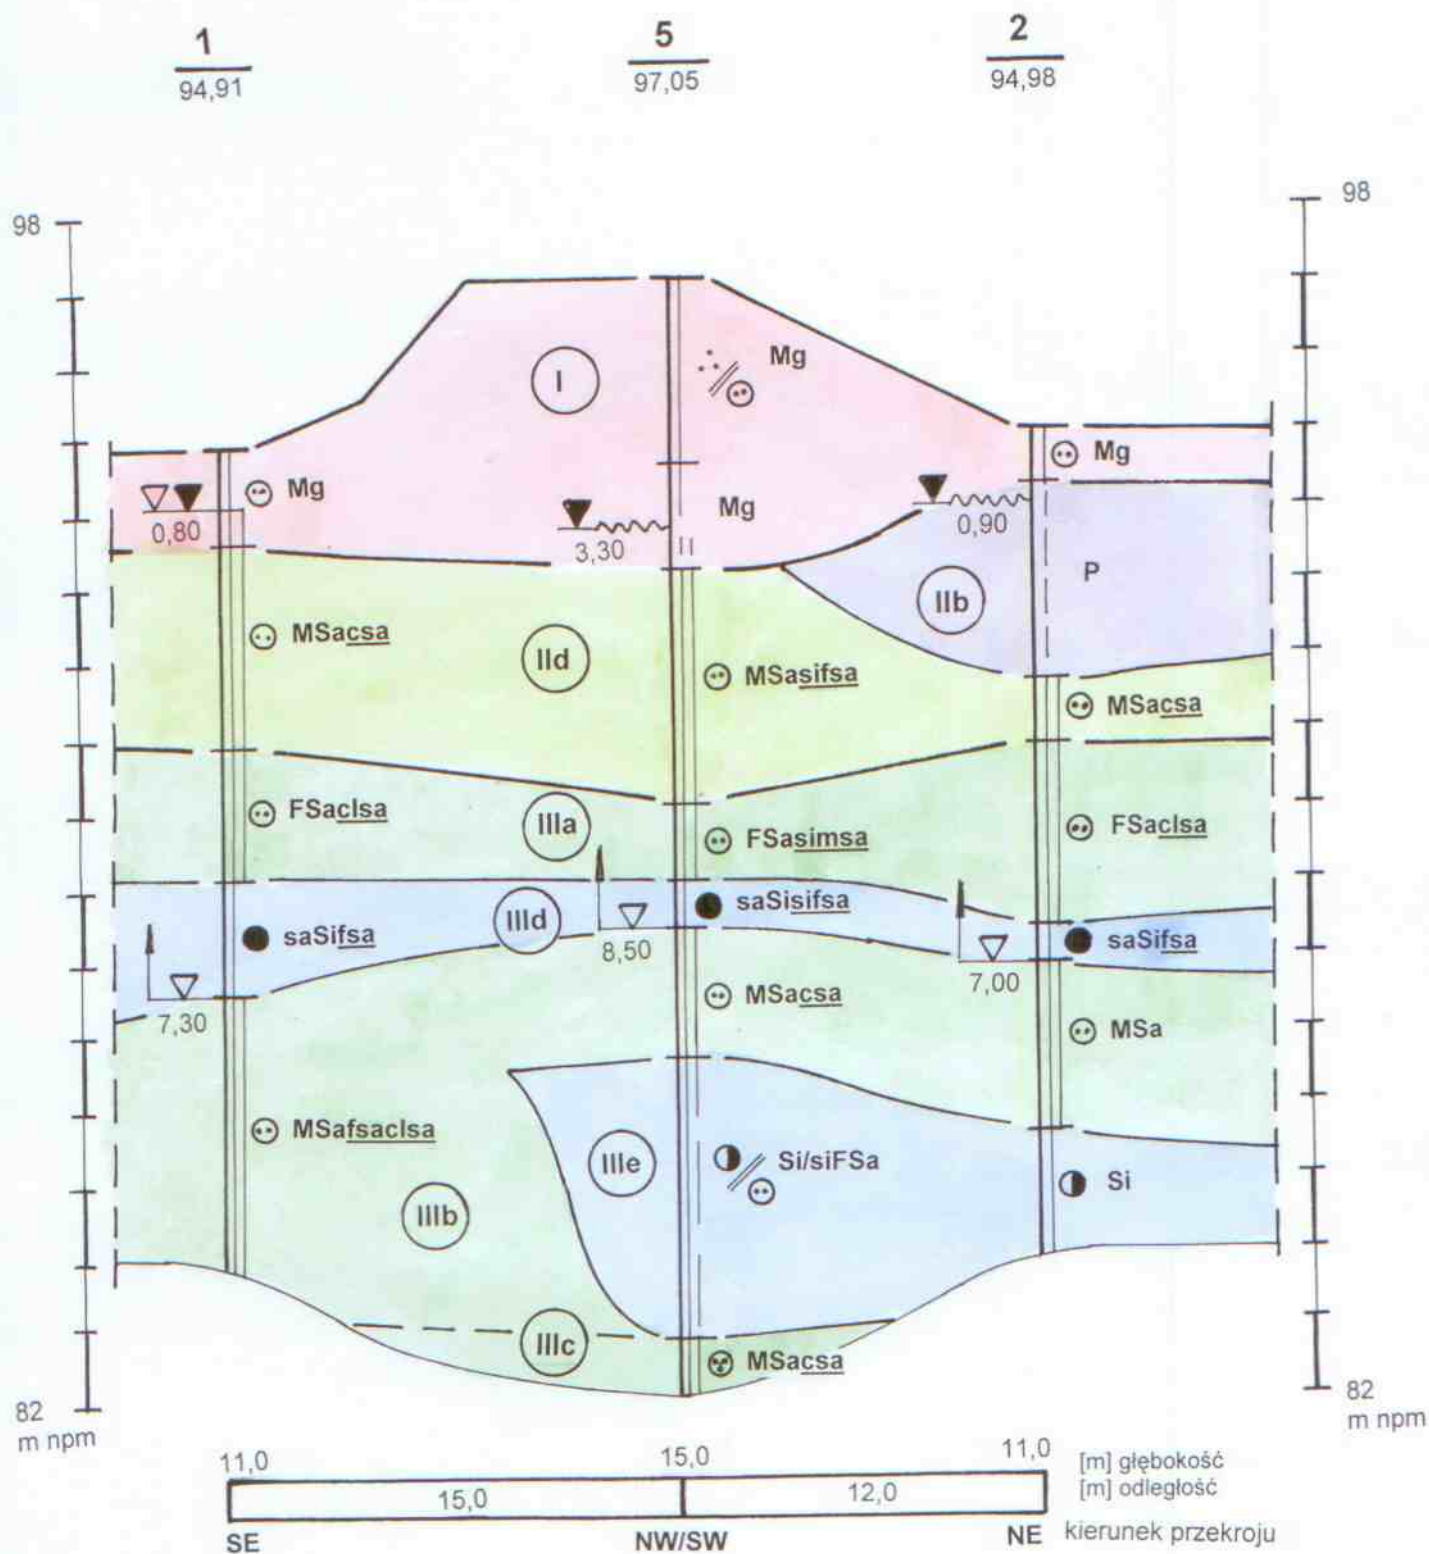 1 5 2
94,91 97,05 94,98
98 98
I Mg
Mg Mg Mg
0,80 3,30 0,90
IIb P
MSacsa IId MSasifsa MSacsa
FSaclsa IIIa FSasimsa FSaclsa
saSifsa IIId saSisifsa saSifsa
8,50 7,00
7,30 MSacsa MSa
MSafsaclsa IIIe Si/siFSa Si
IIIb
IIIc MSacsa
82 82
m npm m npm
11,0 15,0 11,0 [m] głębokość
15,0 12,0 [m] odległość
SE NW/SW NE kierunek przekroju